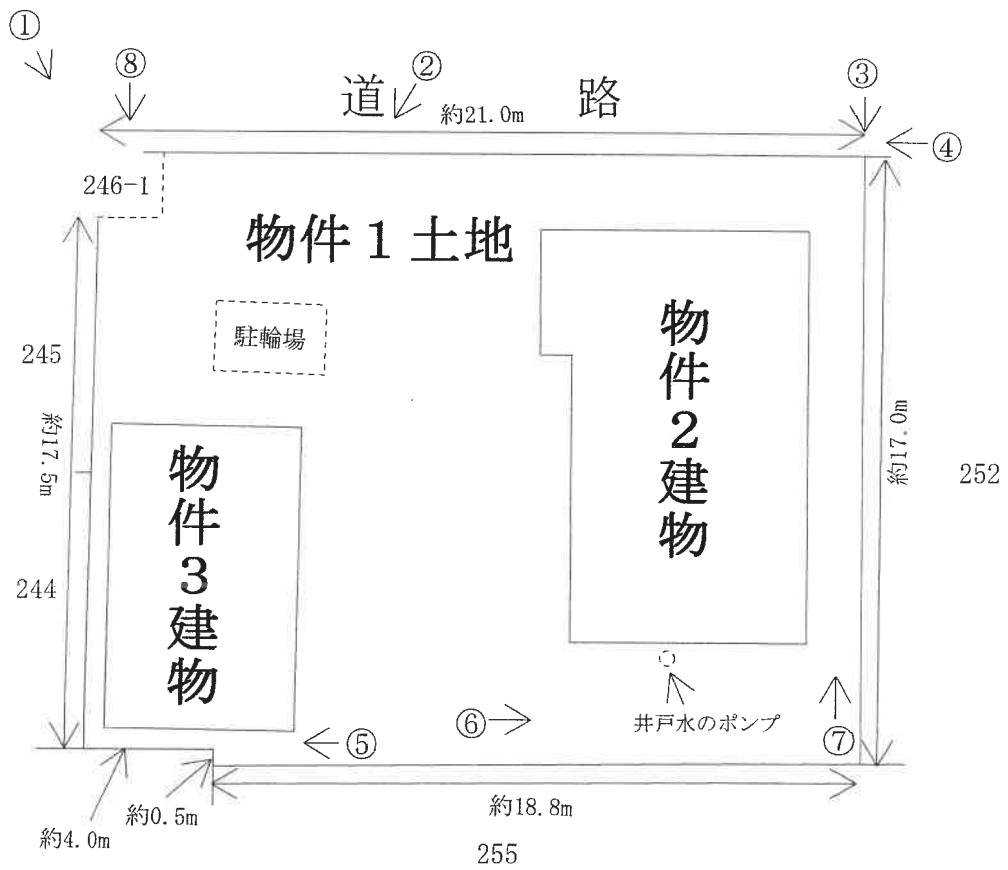 ①
⑧
②
道路
約21.0m
③
④
246-1
物件1土地
駐輪場
物件2建物
245
約17.5m
約17.0m
252
物件3建物
244
井戸水のポンプ
⑥
⑤
⑦
約0.5m
約18.8m
約4.0m
255